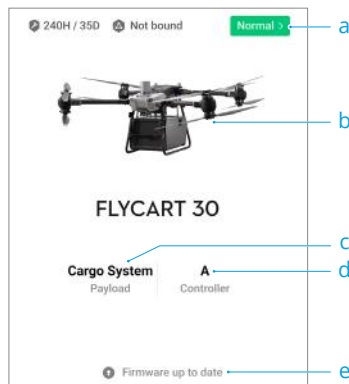 240H / 35D Not bound Normal > a
b
FLYCART 30
c
Cargo System A d
Payload Controller
Firmware up to date e